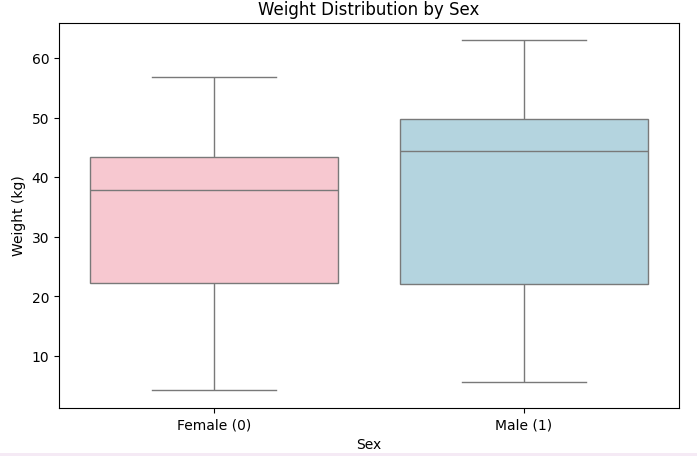 Weight Distribution by Sex
Weight (kg)
60
50
40
30
20
10
Female (0)
Male (1)
Sex